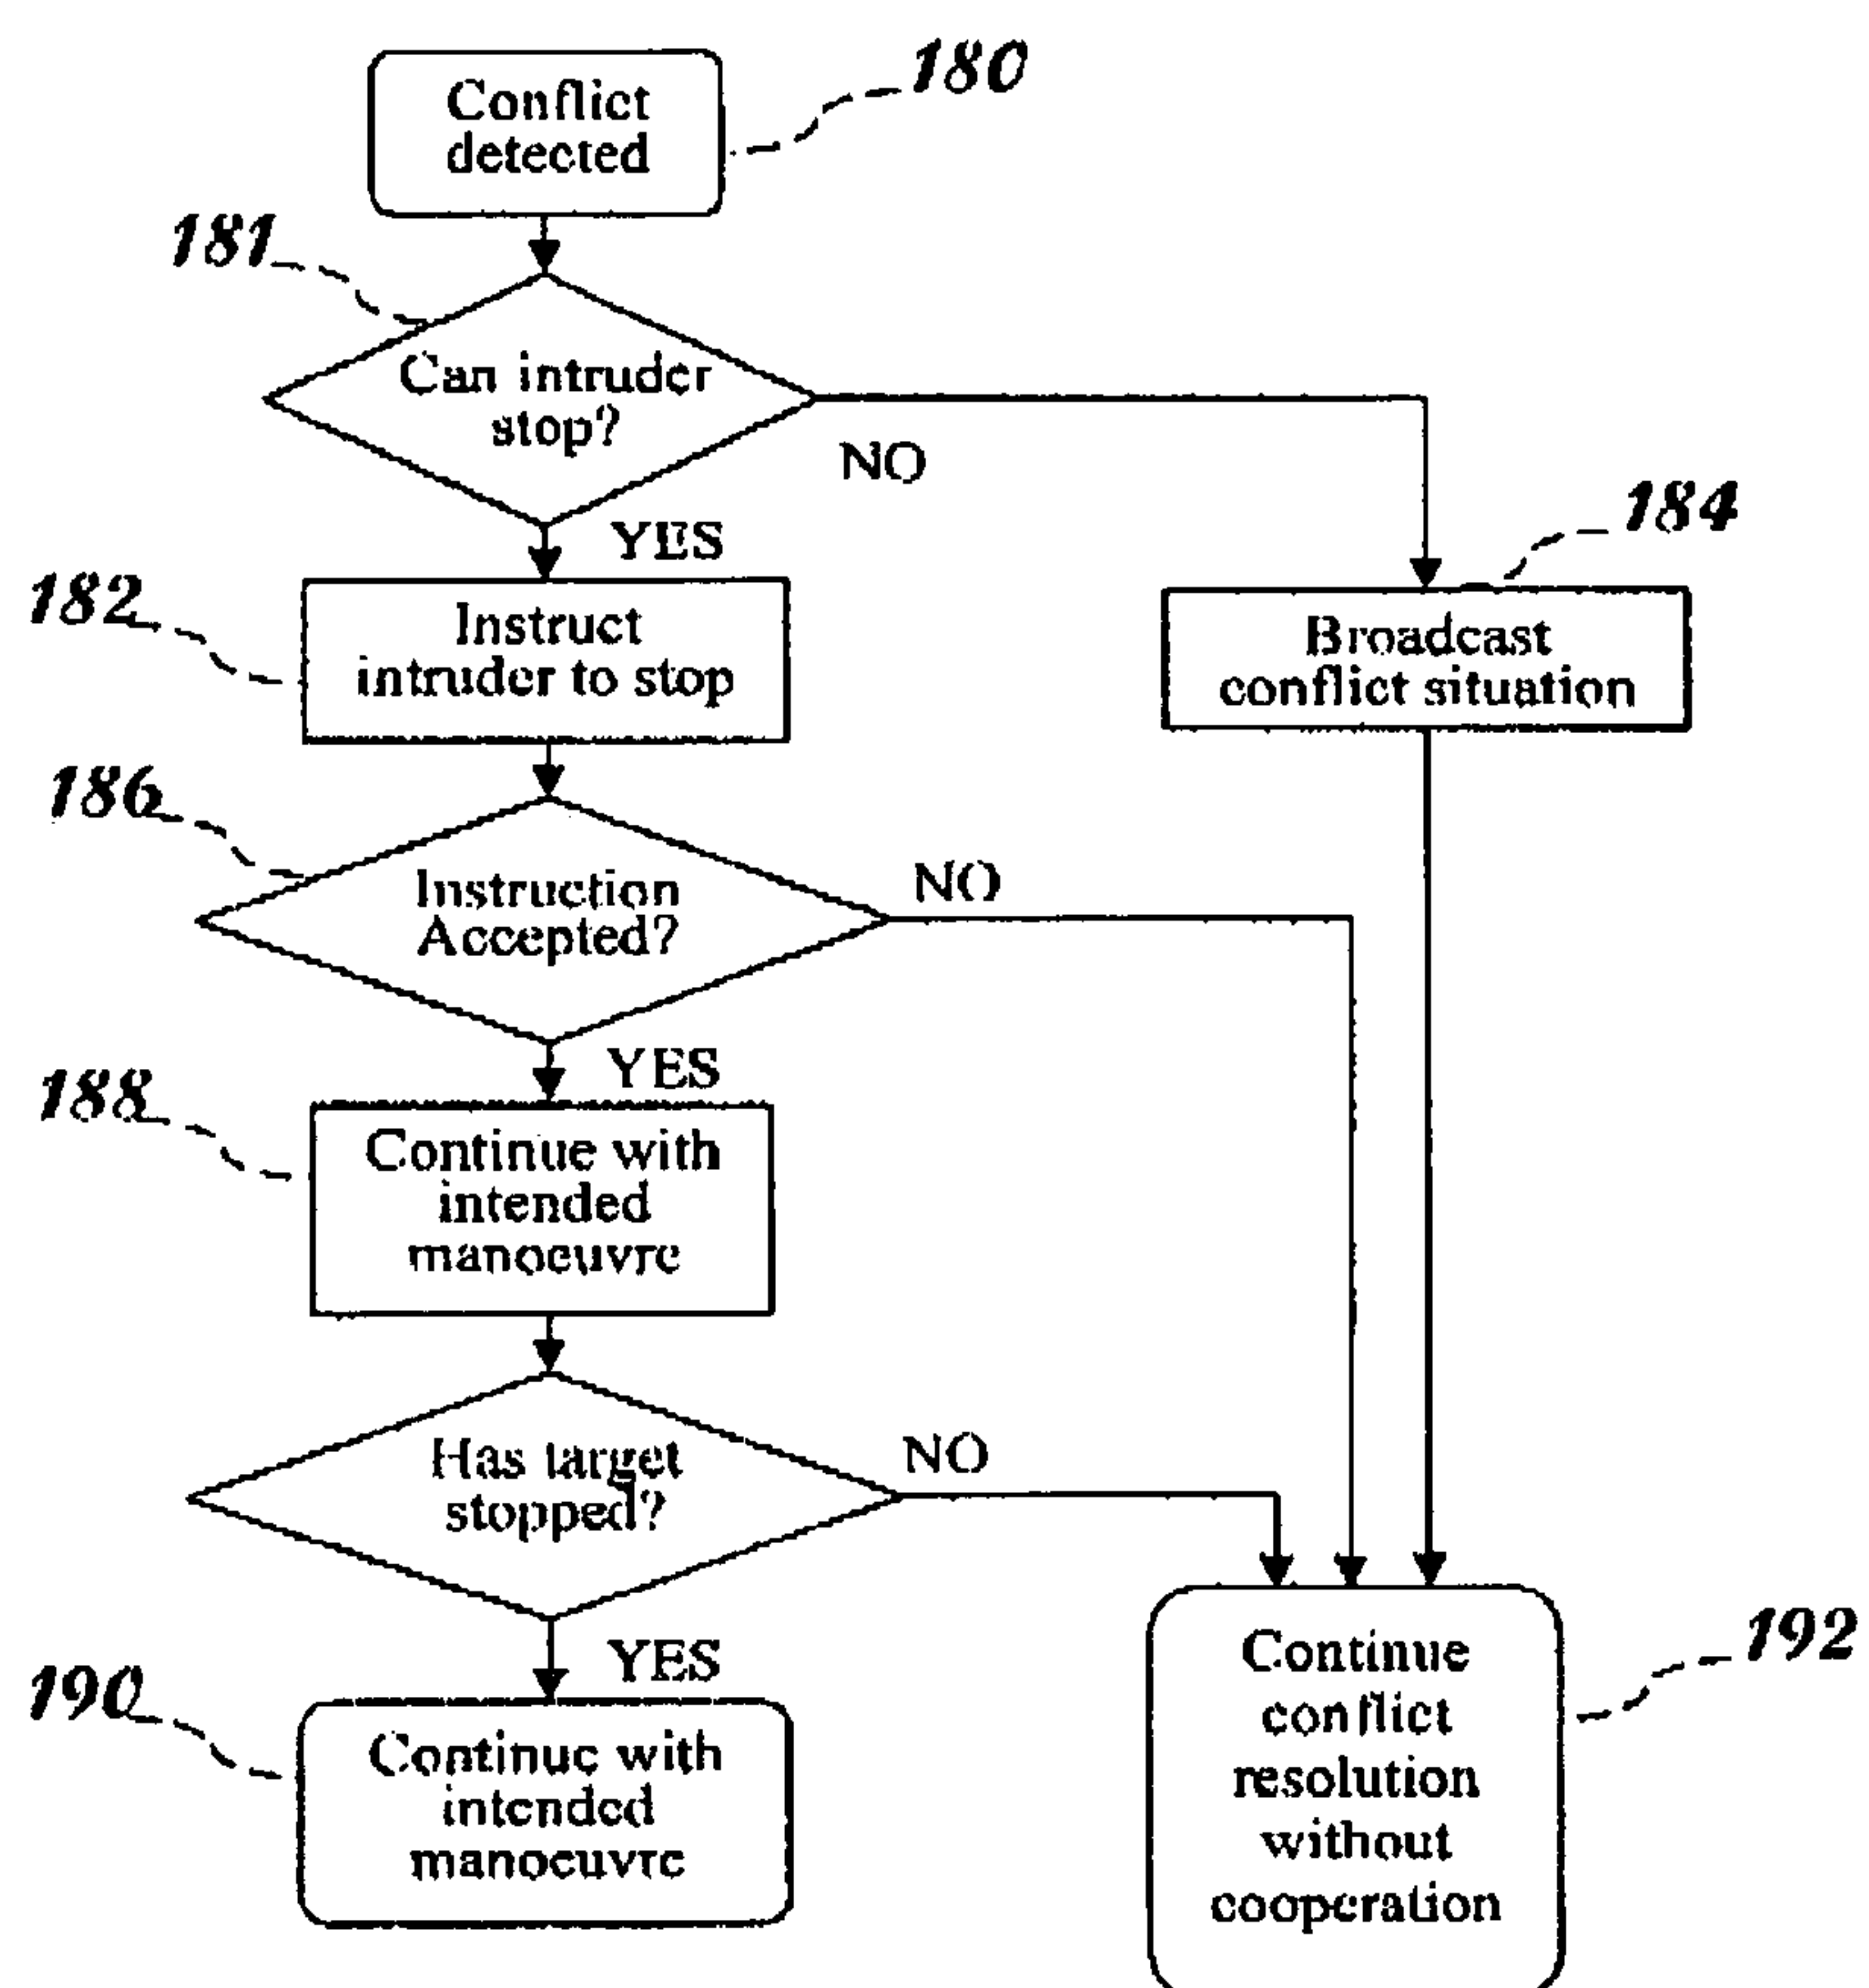 Conflict
detected
180
181
Can intruder
stop?
NO
YES
184
182
Instruct
intruder to stop
Broadcast
conflict situation
186
Instruction
Accepted?
NO
YES
188
Continue with
intended
manoeuvre
Has target
stopped?
NO
YES
190
Continue with
intended
manoeuvre
Continue
conflict
resolution
without
cooperation
192